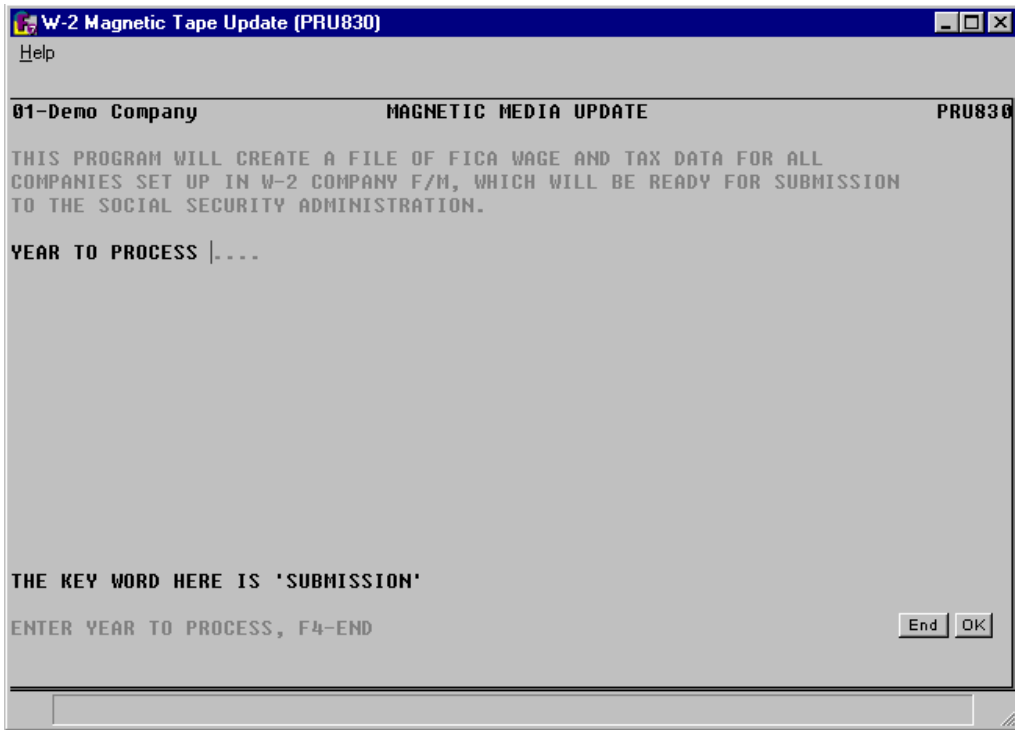 W-2 Magnetic Tape Update (PRU830)
Help
01-Demo Company MAGNETIC MEDIA UPDATE PRU830
THIS PROGRAM WILL CREATE A FILE OF FICA WAGE AND TAX DATA FOR ALL
COMPANIES SET UP IN W-2 COMPANY F/M, WHICH WILL BE READY FOR SUBMISSION
TO THE SOCIAL SECURITY ADMINISTRATION.
YEAR TO PROCESS ....
THE KEY WORD HERE IS 'SUBMISSION'
ENTER YEAR TO PROCESS, F4-END End OK